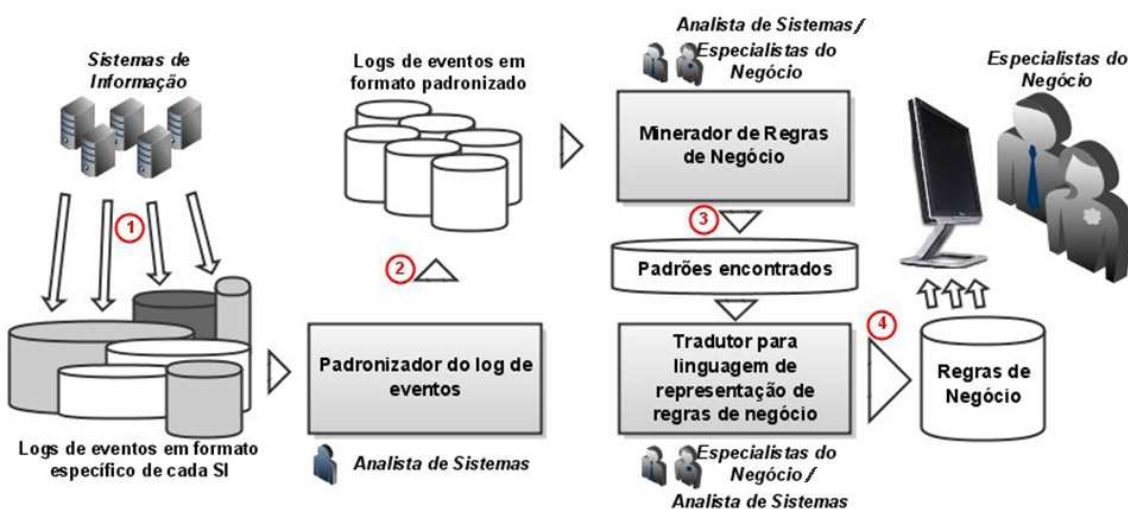 Sistemas de
Informação
1
Logs de eventos em formato
específico de cada SI
Padronizador do log de
eventos
Analista de Sistemas
2
Logs de eventos em
formato padronizado
Analista de Sistemas/
Especialistas do
Negócio
Minerador de Regras
de Negócio
3
Padrões encontrados
Tradutor para
linguagem de
representação de
regras de negócio
Especialistas do
Negócio/
Analista de Sistemas
4
Regras de
Negócio
Especialistas do
Negócio